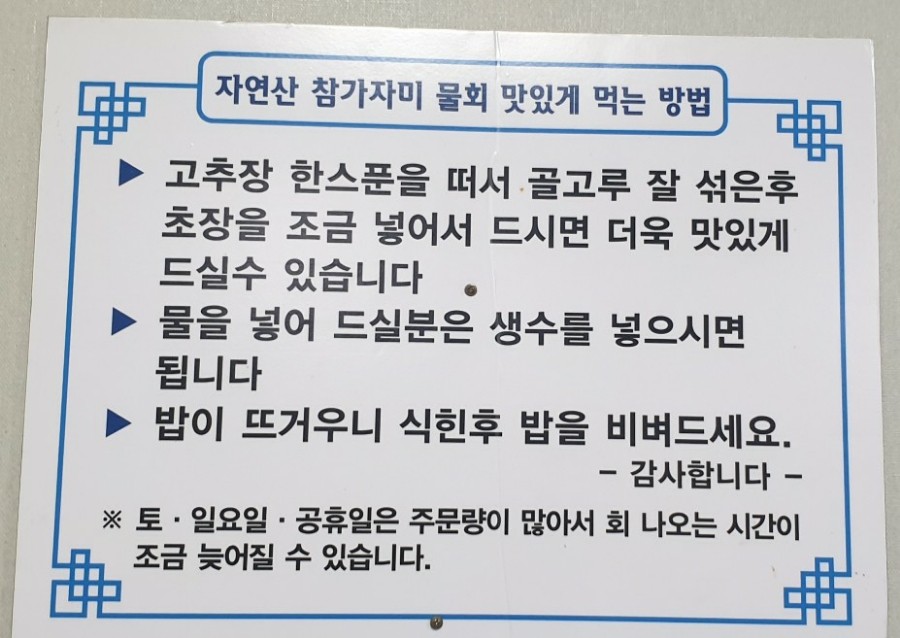 자연산 참가자미 물회 맛있게 먹는 방법
▶ 고추장 한스푼을 떠서 골고루 잘 섞은후
초장을 조금 넣어서 드시면 더욱 맛있게
드실수 있습니다
▶ 물을 넣어 드실분은 생수를 넣으시면
됩니다
▶ 밥이 뜨거우니 식힌후 밥을 비벼드세요.
- 감사합니다 -
※ 토·일요일·공휴일은 주문량이 많아서 회 나오는 시간이
조금 늦어질 수 있습니다.